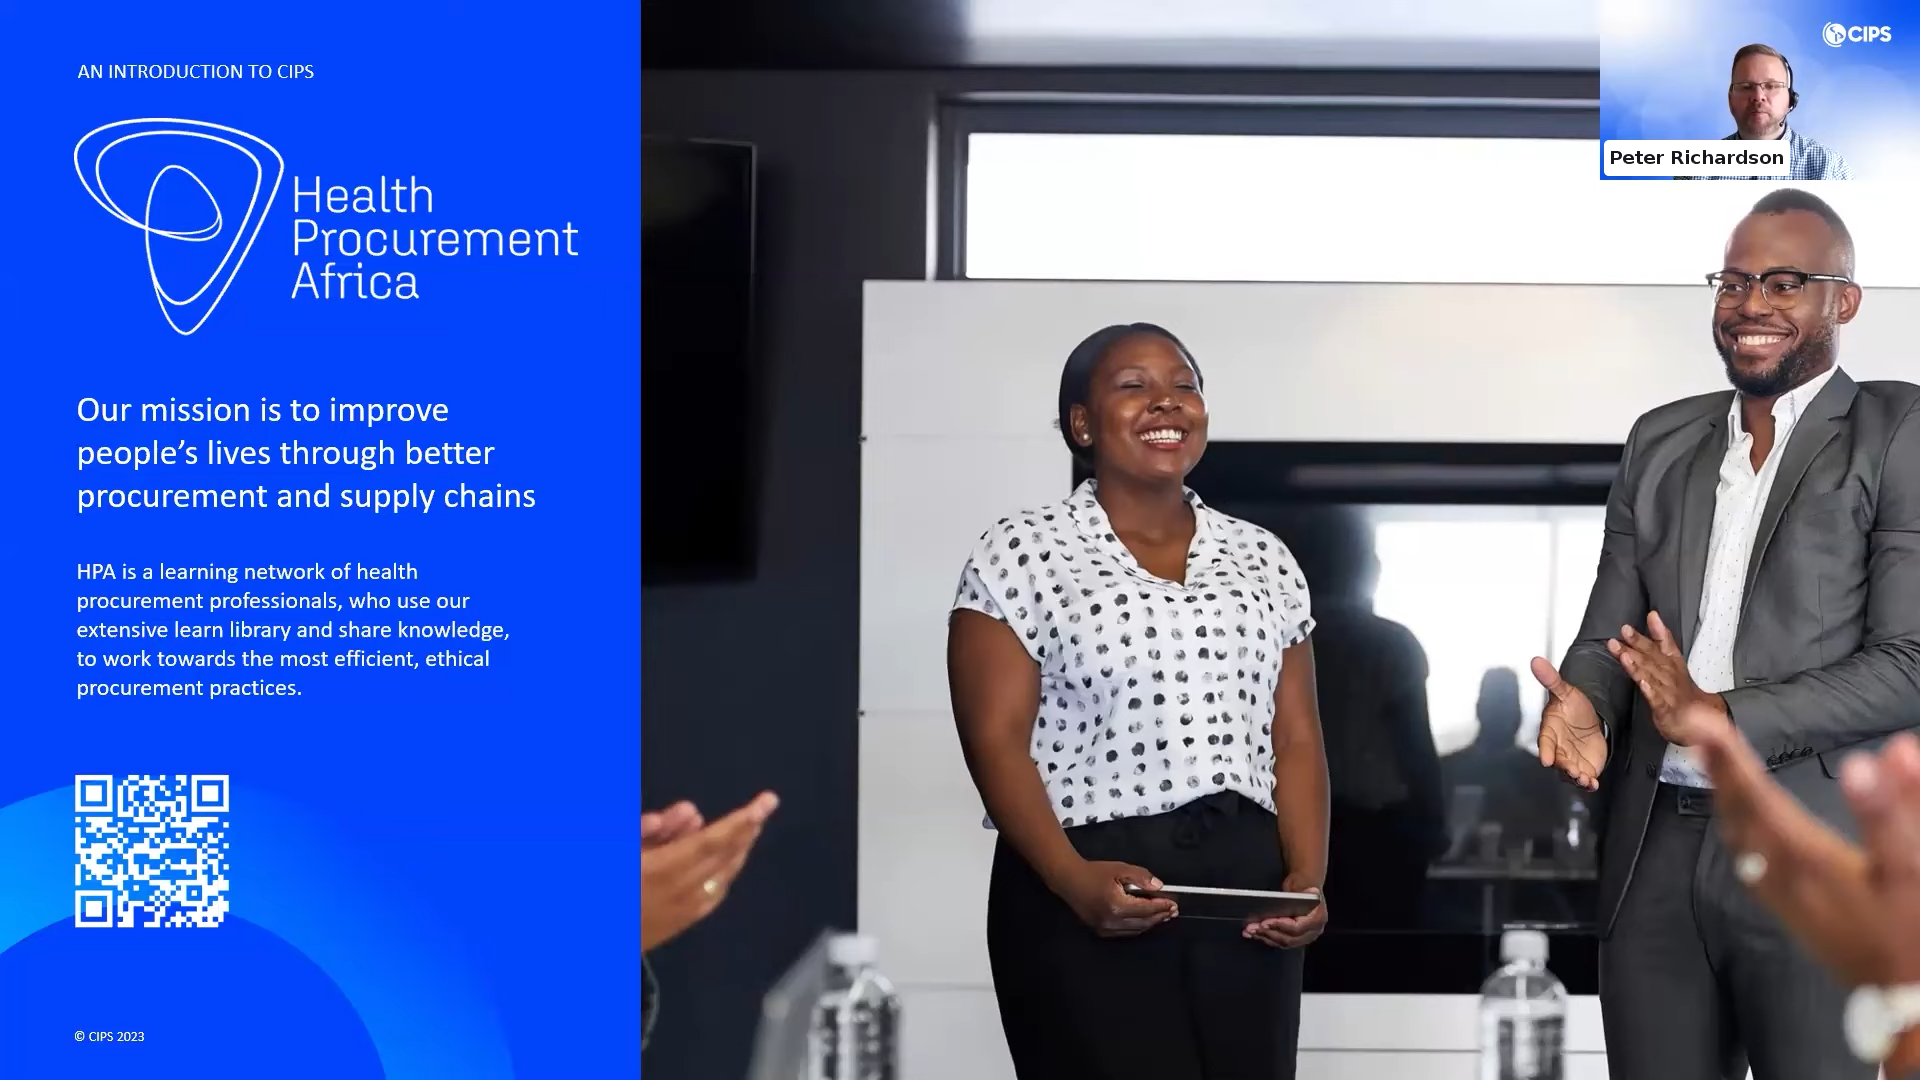 AN INTRODUCTION TO CIPS
Health
Procurement
Africa
Our mission is to improve
people’s lives through better
procurement and supply chains
HPA is a learning network of health
procurement professionals, who use our
extensive learn library and share knowledge,
to work towards the most efficient, ethical
procurement practices.
© CIPS 2023
CIPS
Peter Richardson